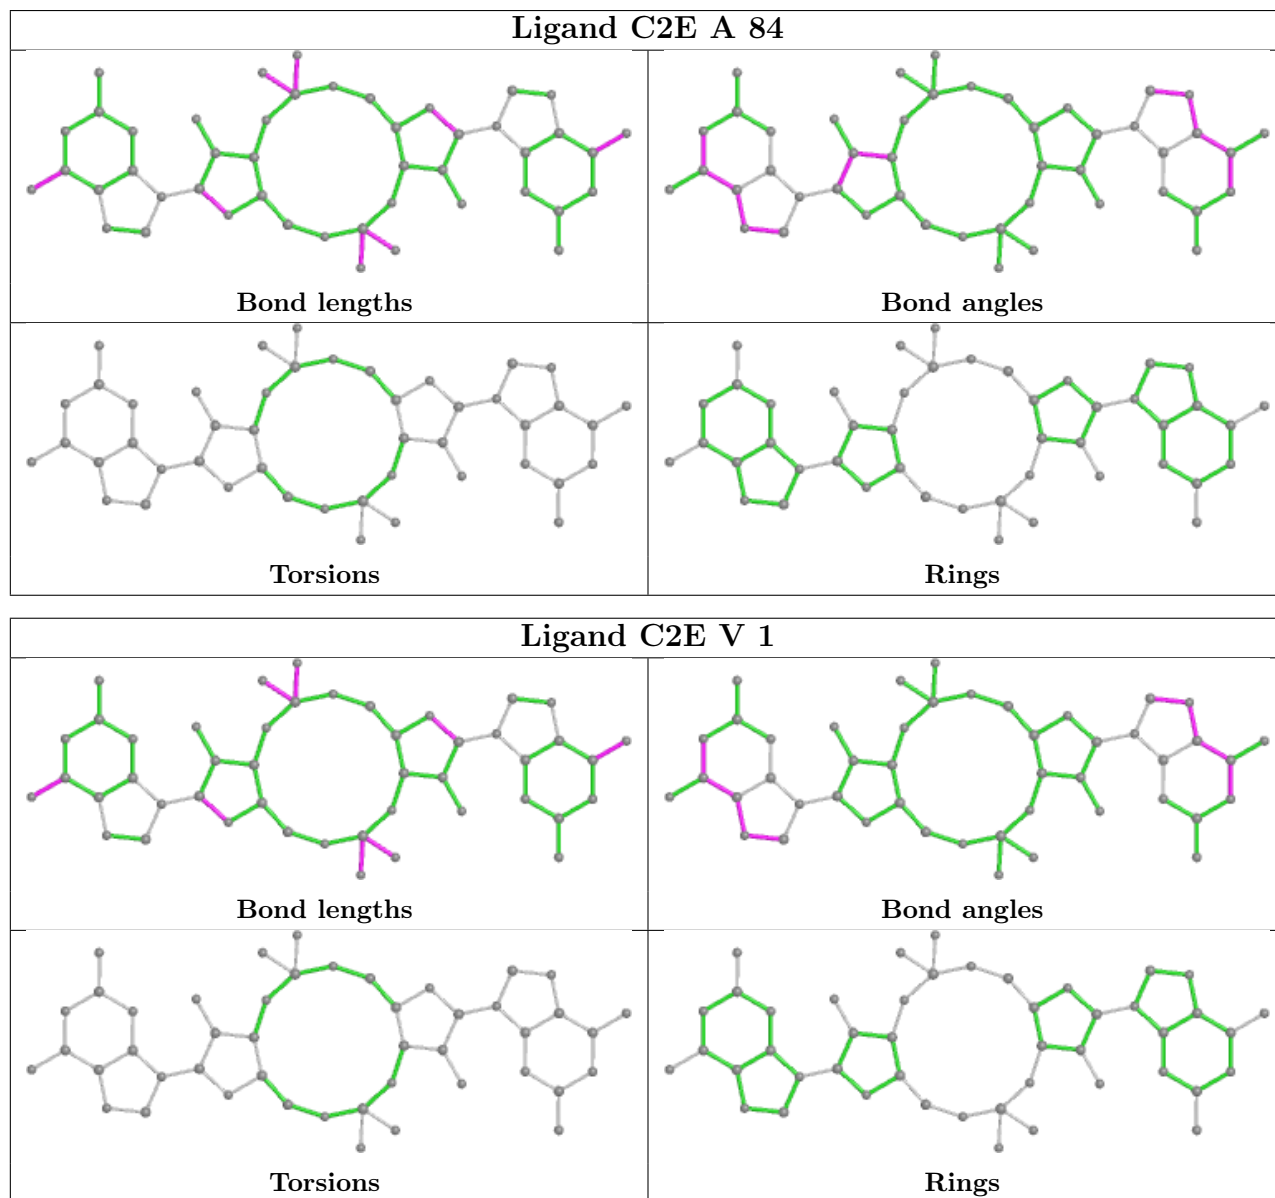 Ligand C2E A 84
Bond lengths
Bond angles
Torsions
Rings
Ligand C2E V 1
Bond lengths
Bond angles
Torsions
Rings